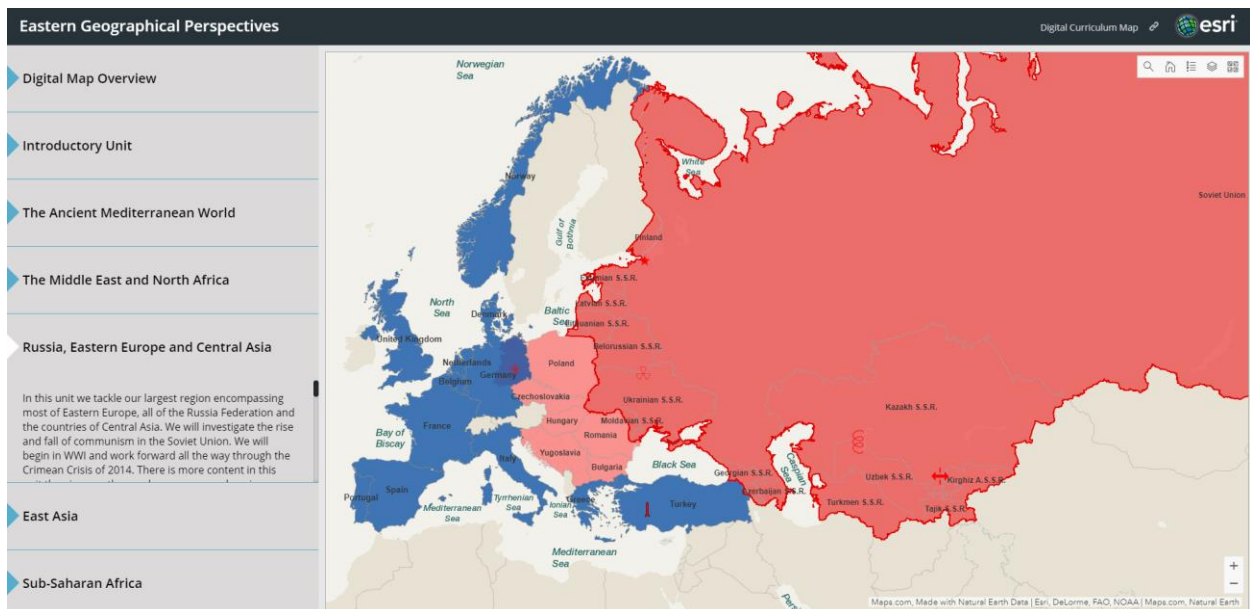 Eastern Geographical Perspectives
Digital Curriculum Map
esri
Digital Map Overview
Introductory Unit
The Ancient Mediterranean World
The Middle East and North Africa
Russia, Eastern Europe and Central Asia
In this unit we tackle our largest region encompassing
most of Eastern Europe, all of the Russia Federation and
the countries of Central Asia. We will investigate the rise
and fall of communism in the Soviet Union. We will
begin in WWI and work forward all the way through the
Crimean Crisis of 2014. There is more content in this
East Asia
Sub-Saharan Africa
Norwegian
Sea
White
Sea
Soviet Union
Norway
Gulf of
Bothnia
Finland
Estonian S.S.R.
North
Sea
Denmark
Baltic
Sea
Latvian S.S.R.
Lithuanian S.S.R.
United Kingdom
Belorussian S.S.R.
Netherlands
Belgium
Germany
Poland
Czechoslovakia
Ukrainian S.S.R.
Kazakh S.S.R.
France
Hungary
Moldavian S.S.R.
Romania
Bay of
Biscay
Italy
Yugoslavia
Bulgaria
Black Sea
Georgian S.S.R.
Caspian
Sea
Uzbek S.S.R.
Kirghiz A.S.S.R.
Portugal
Spain
Mediterranean
Sea
Tyrrhenian
Sea
Ionian
Sea
Greece
Turkey
Azerbaijan S.S.R.
Turkmen S.S.R.
Tajik S.S.R.
Mediterranean
Sea
+
−
Maps.com, Made with Natural Earth Data | Esri, DeLorme, FAO, NOAA | Maps.com, Natural Earth